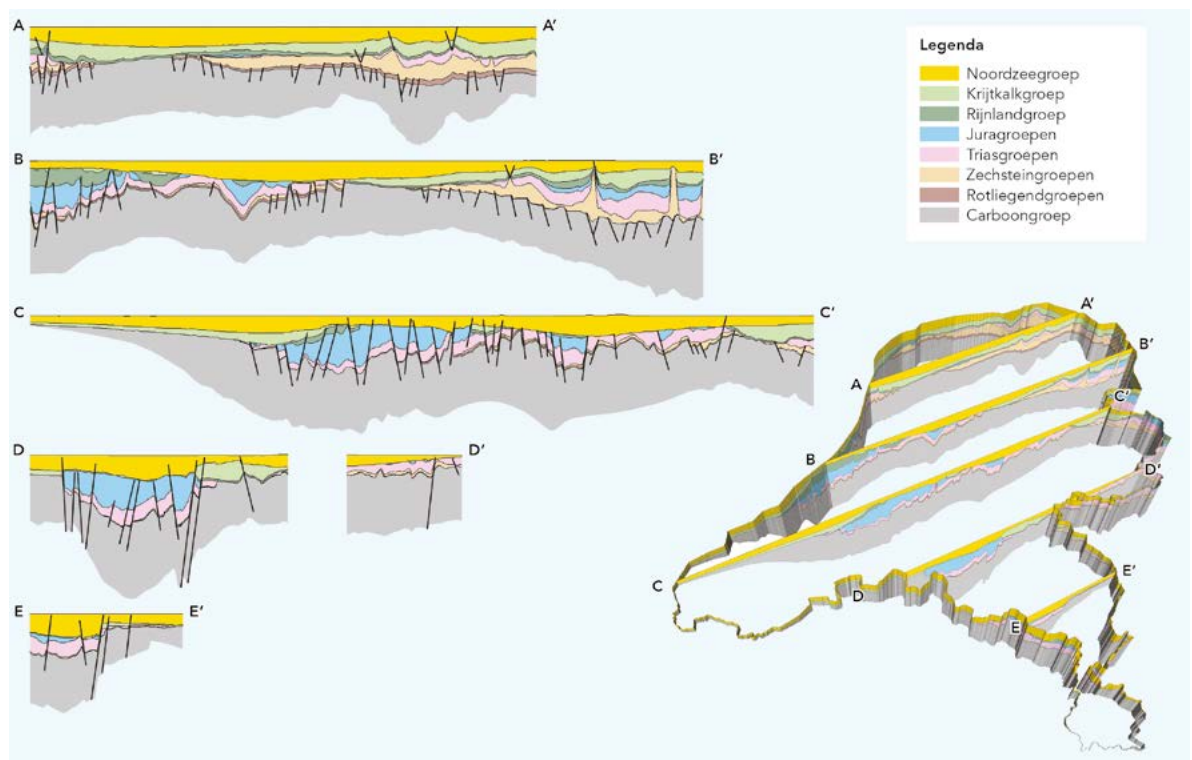 A
A'
B
B'
C
C'
D
D'
E
E'
Legenda
Noordzeegroep
Krijtkalkgroep
Rijnlandgroep
Juragroepen
Triasgroepen
Zechsteingroepen
Rotliegendgroepen
Carboongroep
A'
B'
A
C'
B
D'
C
D
E'
E